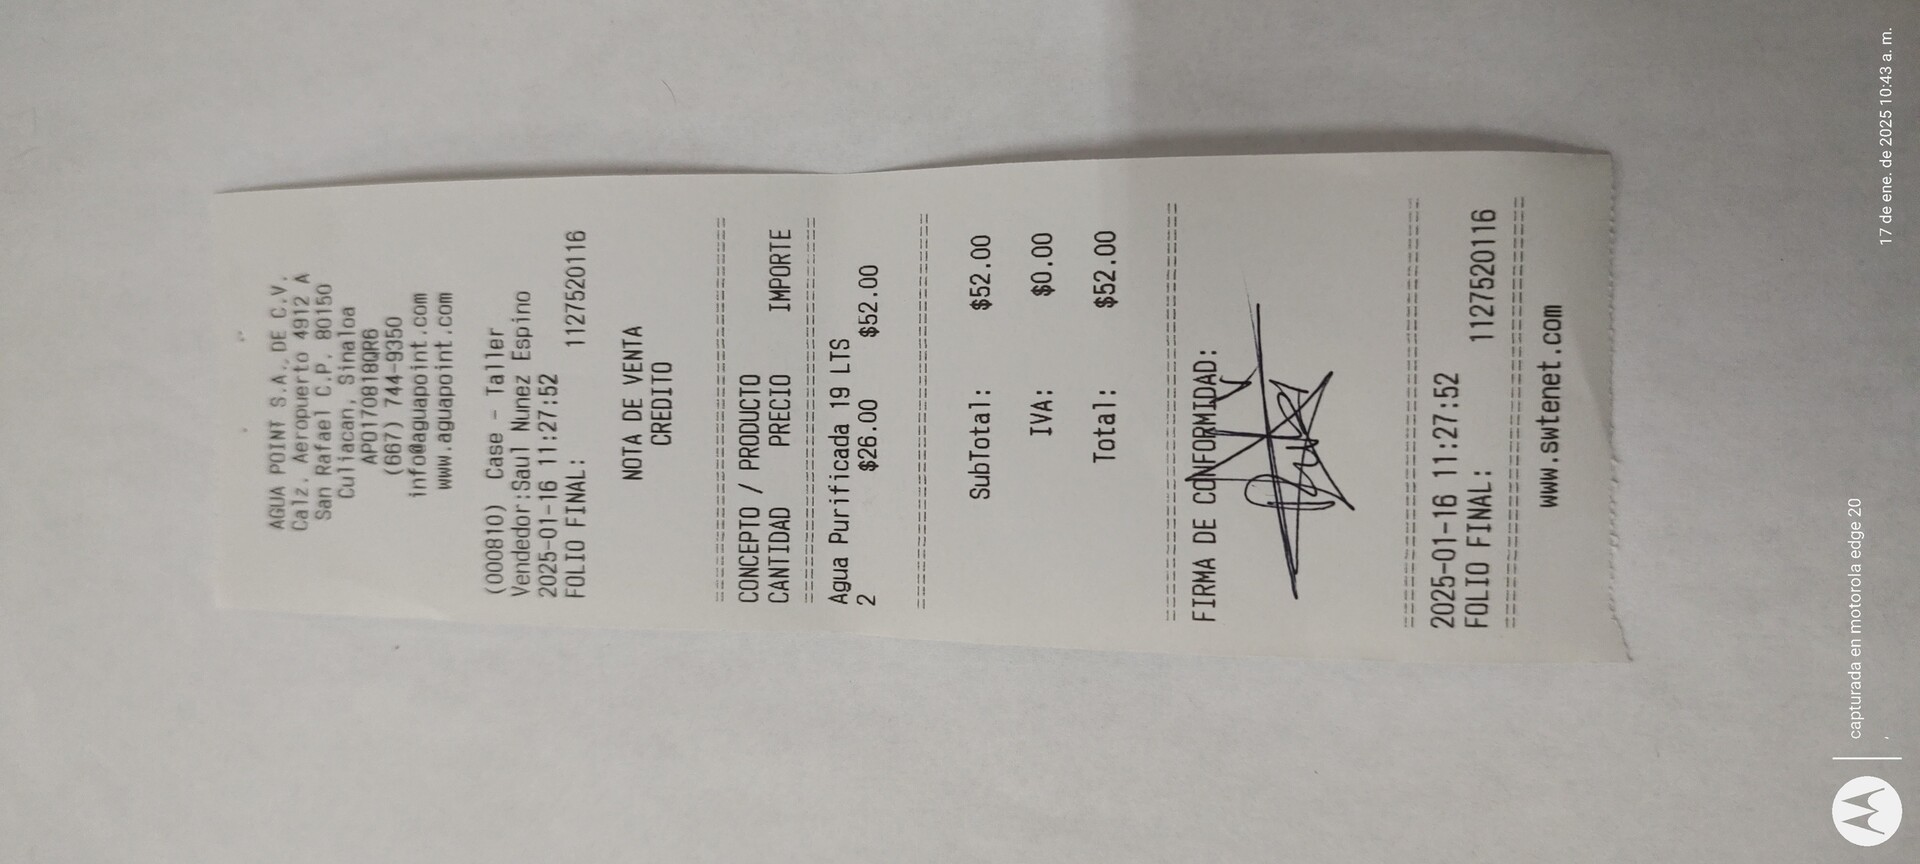 AGUA POINT S.A. DE C.V.
Calz. Aeropuerto 4912 A
San Rafael C.P. 80150
Culiacan, Sinaloa
APO170818QR6
(667) 744-9350
info@aguapoint.com
www.aguapoint.com
(000810) Case - Taller
Vendedor:Saul Nunez Espino
2025-01-16 11:27:52
FOLIO FINAL: 1127520116
NOTA DE VENTA
CREDITO
CONCEPTO / PRODUCTO
CANTIDAD PRECIO IMPORTE
Agua Purificada 19 LTS
2 $26.00 $52.00
SubTotal: $52.00
IVA: $0.00
Total: $52.00
FIRMA DE CONFORMIDAD:
2025-01-16 11:27:52
FOLIO FINAL: 1127520116
www.swtenet.com
capturada en motorola edge 20
17 de ene. de 2025 10:43 a. m.